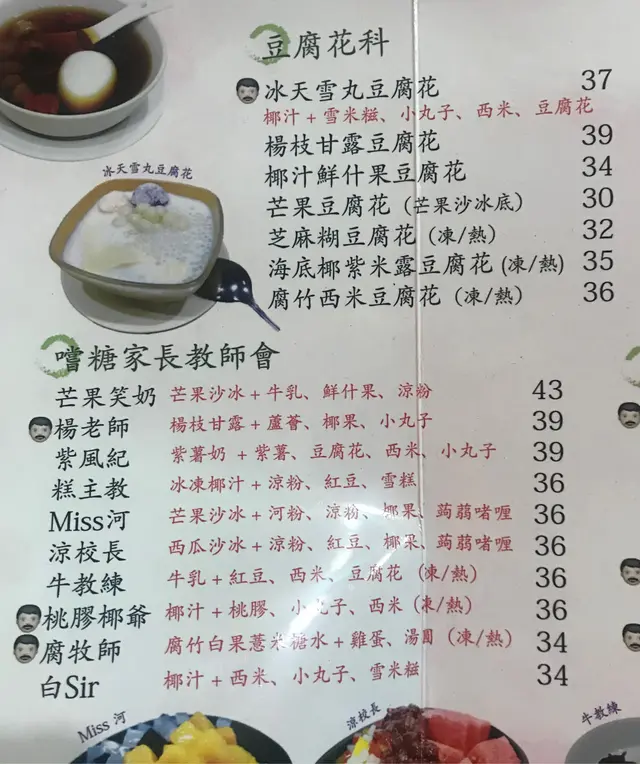 豆腐花科
冰天雪丸豆腐花 37
椰汁 + 雪米糍、小丸子、西米、豆腐花
楊枝甘露豆腐花 39
椰汁鮮什果豆腐花 34
芒果豆腐花 (芒果沙冰底) 30
芝麻糊豆腐花 (凍/熱) 32
海底椰紫米露豆腐花 (凍/熱) 35
腐竹西米豆腐花 (凍/熱) 36
冰天雪丸豆腐花
嚐糖家長教師會
芒果笑奶 芒果沙冰 + 牛乳、鮮什果、涼粉 43
楊老師 楊枝甘露 + 蘆薈、椰果、小丸子 39
紫風紀 紫薯奶 + 紫薯、豆腐花、西米、小丸子 39
糕主教 冰凍椰汁 + 涼粉、紅豆、雪糕 36
Miss河 芒果沙冰 + 河粉、涼粉、椰果、蒟蒻啫喱 36
涼校長 西瓜沙冰 + 涼粉、紅豆、椰果、蒟蒻啫喱 36
牛教練 牛乳 + 紅豆、西米、豆腐花 (凍/熱) 36
桃膠椰爺 椰汁 + 桃膠、小丸子、西米 (凍/熱) 36
腐牧師 腐竹白果薏米糖水 + 雞蛋、湯圓 (凍/熱) 34
白Sir 椰汁 + 西米、小丸子、雪米糍 34
Miss 河
涼校長
牛教練